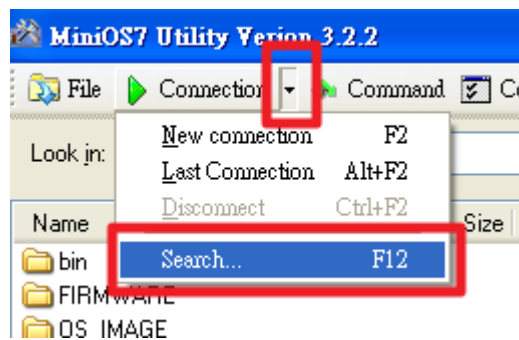 MiniOS7 Utility Verion 3.2.2
File Connection Command
New connection F2
Look in:
Last Connection Alt+F2
Disconnect Ctrl+F2
Name Size
bin Search... F12
FIRMWARE
OS_IMAGE